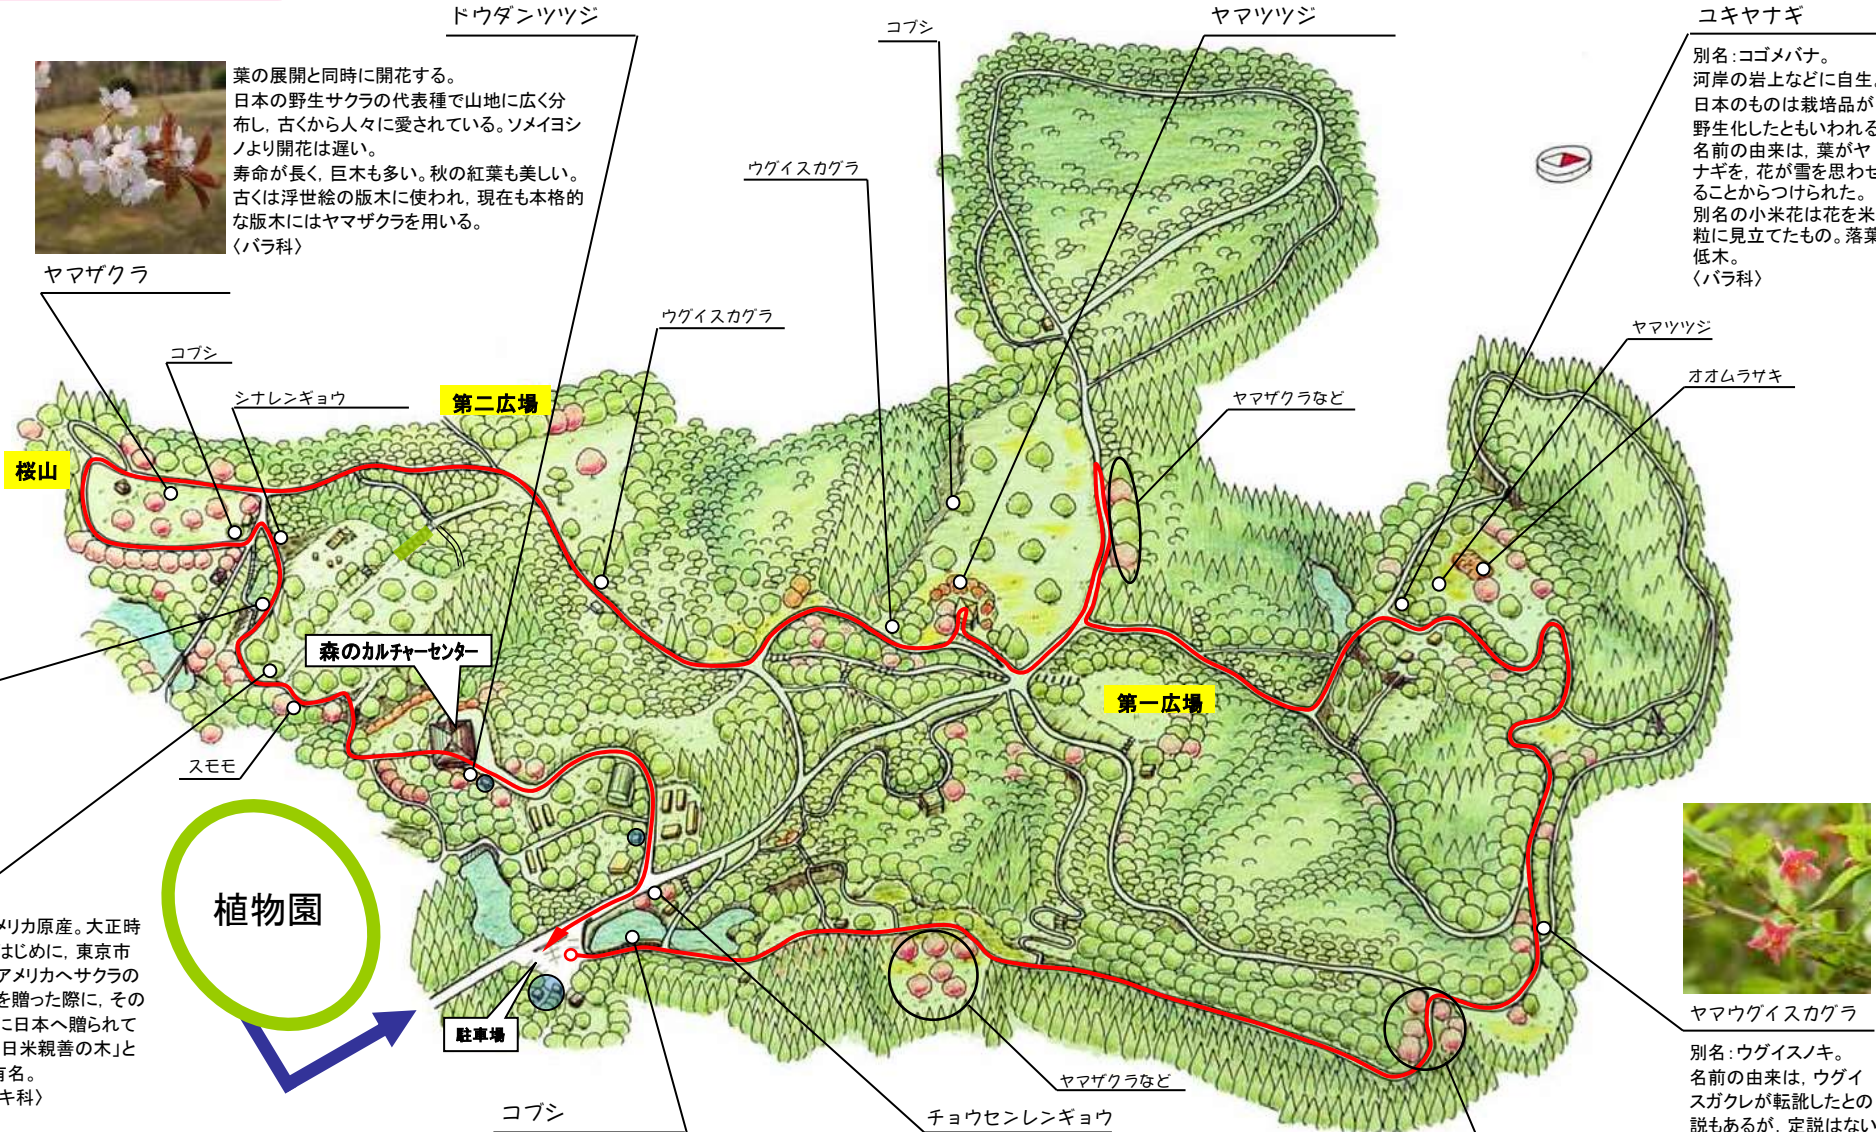 ドウダンツツジ
コブシ
ヤマツツジ
ユキヤナギ
葉の展開と同時に開花する。
日本の野生サクラの代表種で山地に広く分
布し，古くから人々に愛されている。ソメイヨシ
ノより開花は遅い。
寿命が長く，巨木も多い。秋の紅葉も美しい。
古くは浮世絵の版木に使われ，現在も本格的
な版木にはヤマザクラを用いる。
〈バラ科〉
ヤマザクラ
別名：コゴメバナ。
河岸の岩上などに自生。
日本のものは栽培品が
野生化したともいわれる
名前の由来は，葉がヤ
ナギを，花が雪を思わせ
ることからつけられた。
別名の小米花は花を米
粒に見立てたもの。落葉
低木。
〈バラ科〉
ウグイスカグラ
ウグイスカグラ
コブシ
シナレンギョウ
第二広場
桜山
ヤマツツジ
オオムラサキ
ヤマザクラなど
森のカルチャーセンター
第一広場
スモモ
植物園
メリカ原産。大正時
はじめに，東京市
アメリカへサクラの
を贈った際に，その
に日本へ贈られて
日米親善の木」と
有名。
キ科〉
駐車場
ヤマザクラなど
コブシ
チョウセンレンギョウ
ヤマウグイスカグラ
別名：ウグイスノキ。
名前の由来は，ウグイ
スガクレが転訛したとの
説もあるが，定説はない